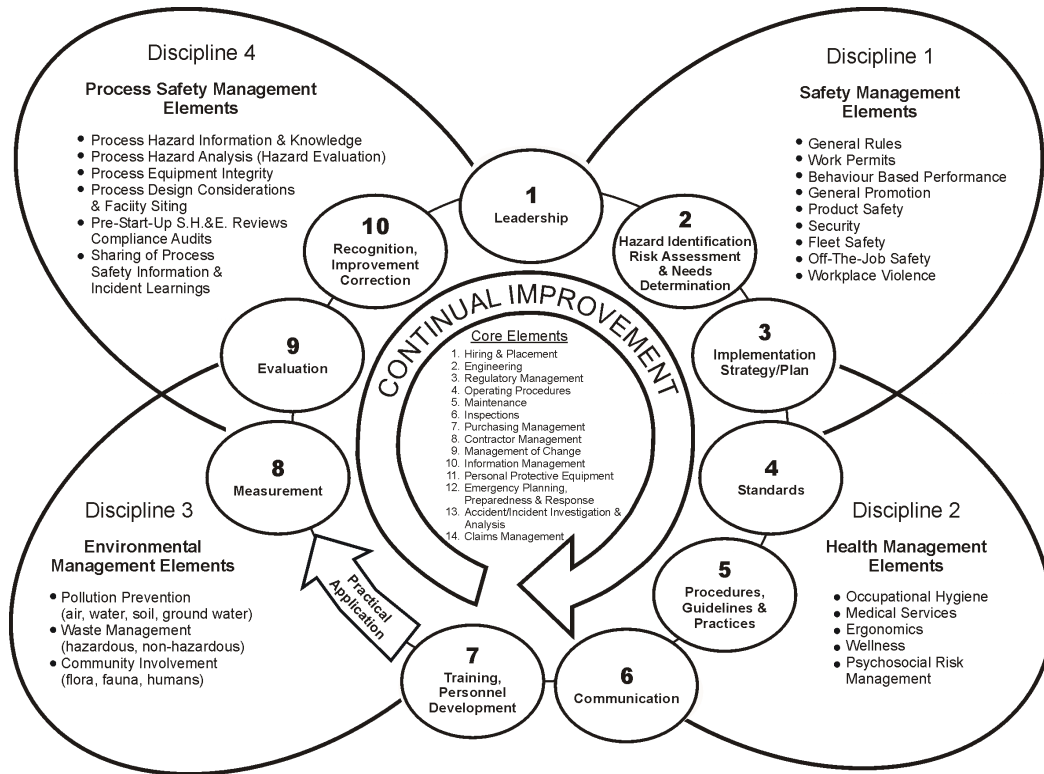 Discipline 4
Process Safety Management
Elements
• Process Hazard Information & Knowledge
• Process Hazard Analysis (Hazard Evaluation)
• Process Equipment Integrity
• Process Design Considerations
& Faciity Siting
• Pre-Start-Up S.H.&E. Reviews
Compliance Audits
• Sharing of Process
Safety Information &
Incident Learnings
Discipline 1
Safety Management
Elements
• General Rules
• Work Permits
• Behaviour Based Performance
• General Promotion
• Product Safety
• Security
• Fleet Safety
• Off-The-Job Safety
• Workplace Violence
1
Leadership
2
Hazard Identification
Risk Assessment
& Needs
Determination
3
Implementation
Strategy/Plan
4
Standards
5
Procedures,
Guidelines &
Practices
6
Communication
7
Training,
Personnel
Development
Practical
Application
8
Measurement
9
Evaluation
10
Recognition,
Improvement
Correction
CONTINUAL IMPROVEMENT
Core Elements
1. Hiring & Placement
2. Engineering
3. Regulatory Management
4. Operating Procedures
5. Maintenance
6. Inspections
7. Purchasing Management
8. Contractor Management
9. Management of Change
10. Information Management
11. Personal Protective Equipment
12. Emergency Planning,
Preparedness & Response
13. Accident/Incident Investigation &
Analysis
14. Claims Management
Discipline 3
Environmental
Management Elements
• Pollution Prevention
(air, water, soil, ground water)
• Waste Management
(hazardous, non-hazardous)
• Community Involvement
(flora, fauna, humans)
Discipline 2
Health Management
Elements
• Occupational Hygiene
• Medical Services
• Ergonomics
• Wellness
• Psychosocial Risk
Management